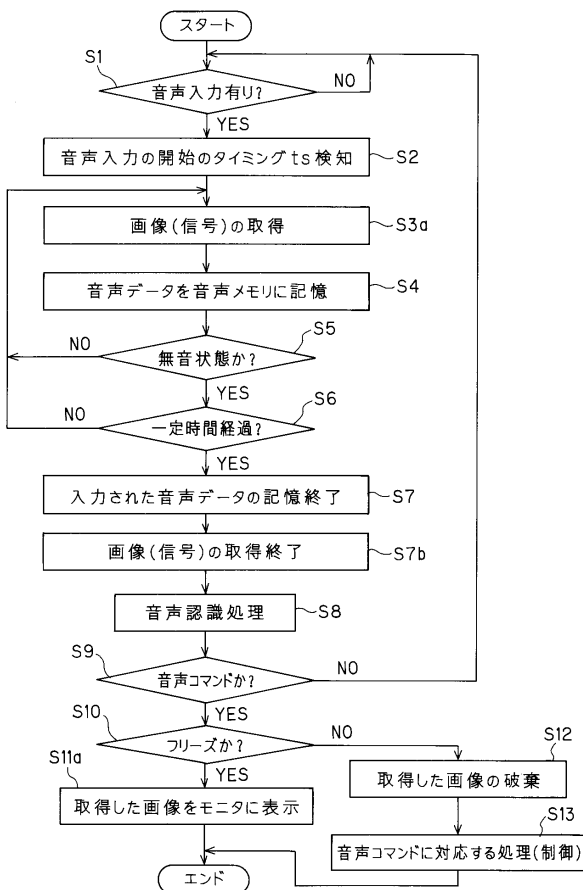 スタート
S1
音声入力有り?
NO
YES
音声入力の開始のタイミングts検知
S2
画像(信号)の取得
S3a
音声データを音声メモリに記憶
S4
S5
NO
無音状態か?
YES
S6
NO
一定時間経過?
YES
入力された音声データの記憶終了
S7
画像(信号)の取得終了
S7b
音声認識処理
S8
S9
音声コマンドか?
NO
YES
S10
フリーズか?
NO
YES
S11a
取得した画像をモニタに表示
S12
取得した画像の破棄
S13
音声コマンドに対応する処理(制御)
エンド